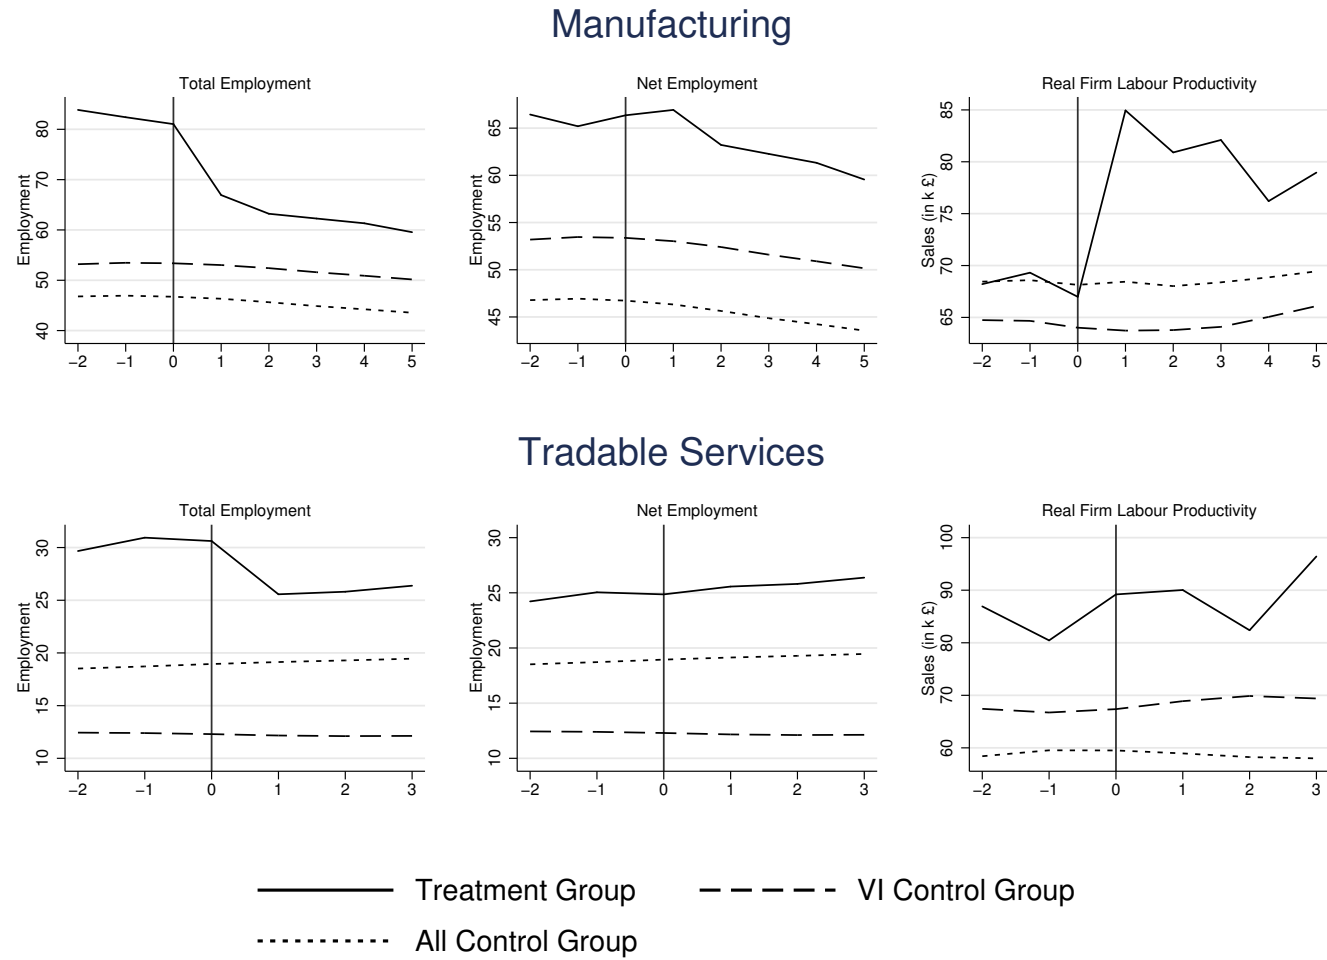 Manufacturing
Total Employment
Employment
80
70
60
50
40
−2 −1 0 1 2 3 4 5
Net Employment
Employment
65
60
55
50
45
−2 −1 0 1 2 3 4 5
Real Firm Labour Productivity
Sales (in k £)
85
80
75
70
65
−2 −1 0 1 2 3 4 5
Tradable Services
Total Employment
Employment
30
25
20
15
10
−2 −1 0 1 2 3
Net Employment
Employment
30
25
20
15
10
−2 −1 0 1 2 3
Real Firm Labour Productivity
Sales (in k £)
100
90
80
70
60
−2 −1 0 1 2 3
Treatment Group
VI Control Group
All Control Group